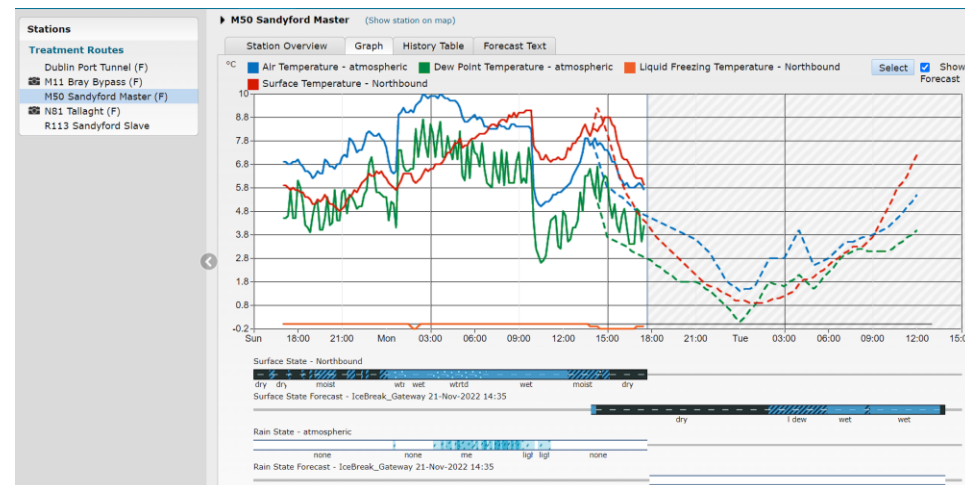 Stations
Treatment Routes
Dublin Port Tunnel (F)
M11 Bray Bypass (F)
M50 Sandyford Master (F)
N81 Tallaght (F)
R113 Sandyford Slave
M50 Sandyford Master (Show station on map)
Station Overview Graph History Table Forecast Text
°C Air Temperature - atmospheric Dew Point Temperature - atmospheric Liquid Freezing Temperature - Northbound Select Show Forecast
Surface Temperature - Northbound
10
8.8
7.8
6.8
5.8
4.8
3.8
2.8
1.8
0.8
-0.2
Sun 18:00 21:00 Mon 03:00 06:00 09:00 12:00 15:00 18:00 21:00 Tue 03:00 06:00 09:00 12:00 15:0
Surface State - Northbound
dry dry moist wet wet wet moist dry
Surface State Forecast - IceBreak_Gateway 21-Nov-2022 14:35
dry l dew wet wet
Rain State - atmospheric
none none me ligl ligl none
Rain State Forecast - IceBreak_Gateway 21-Nov-2022 14:35